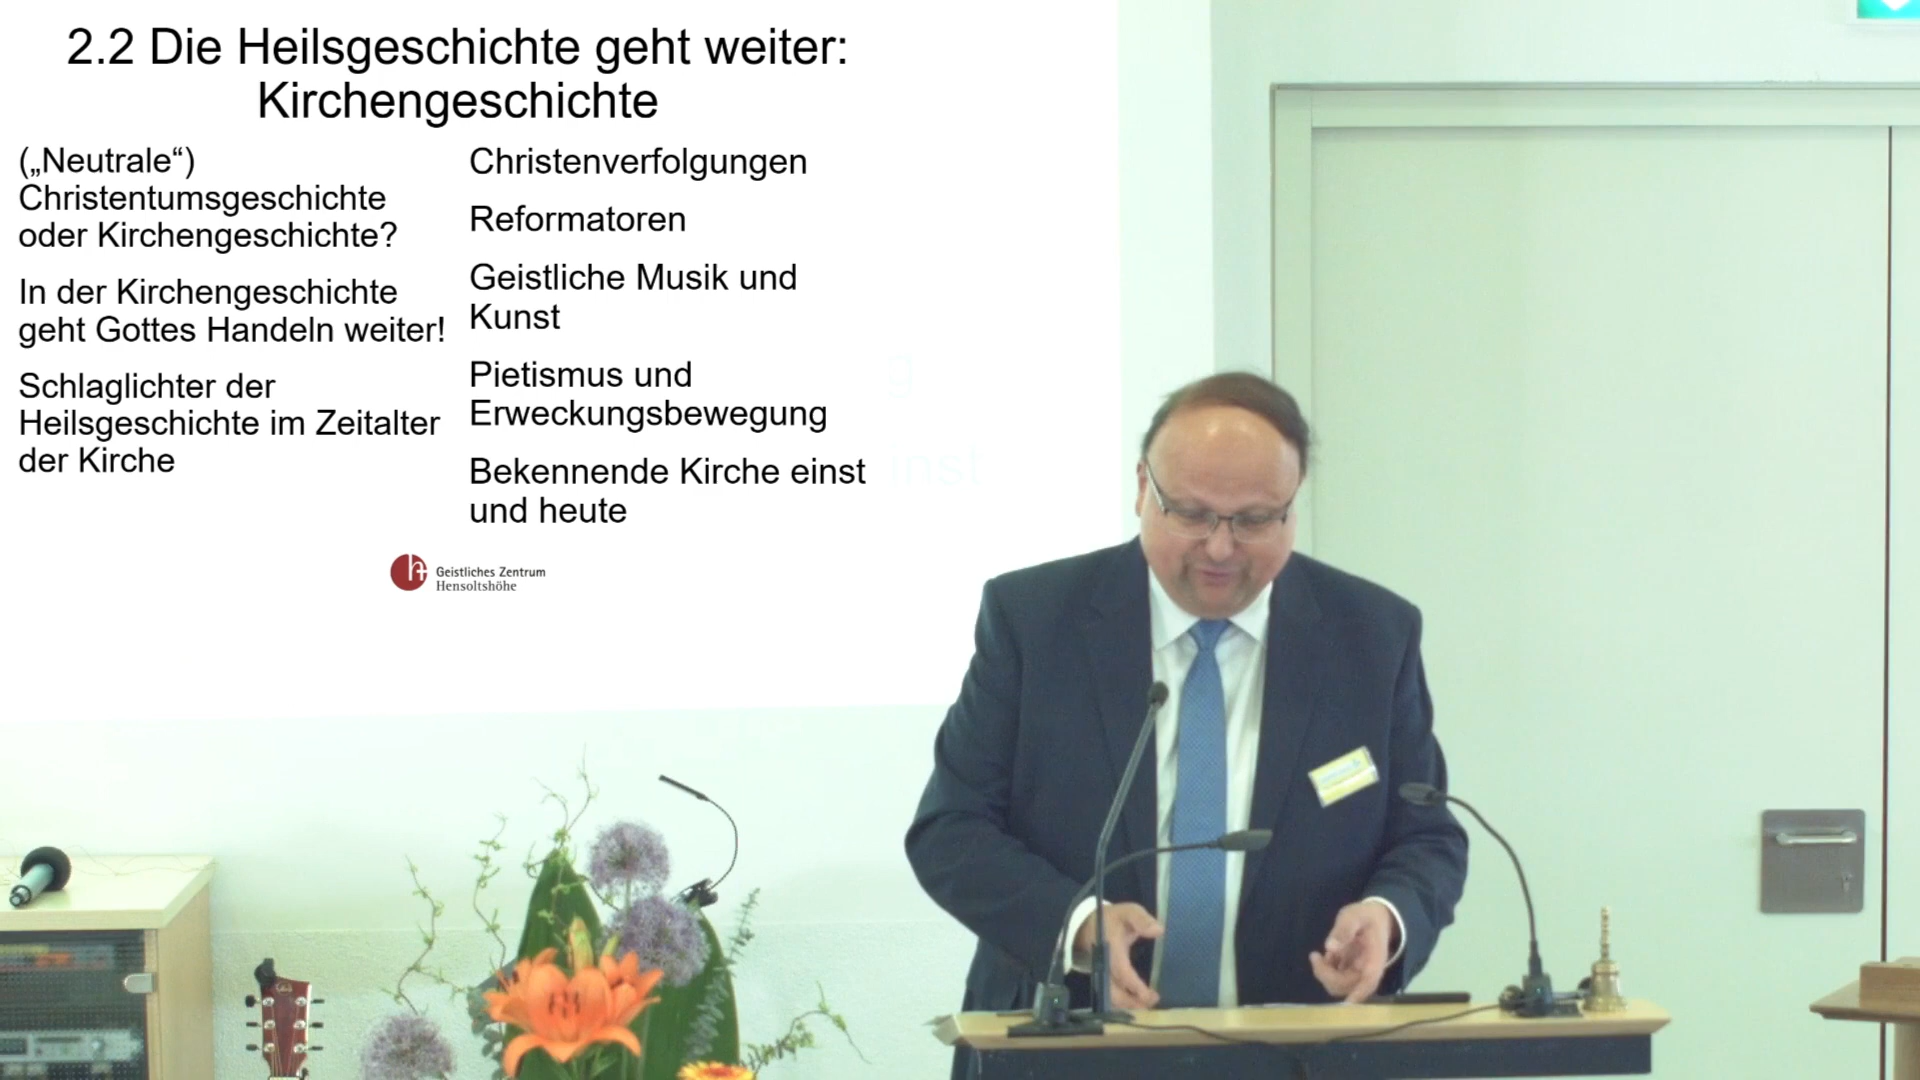 2.2 Die Heilsgeschichte geht weiter:
Kirchengeschichte
(„Neutrale“)
Christentumsgeschichte
oder Kirchengeschichte?
In der Kirchengeschichte
geht Gottes Handeln weiter!
Schlaglichter der
Heilsgeschichte im Zeitalter
der Kirche
Christenverfolgungen
Reformatoren
Geistliche Musik und
Kunst
Pietismus und
Erweckungsbewegung
Bekennende Kirche einst
und heute
Geistliches Zentrum
Hensoltshöhe